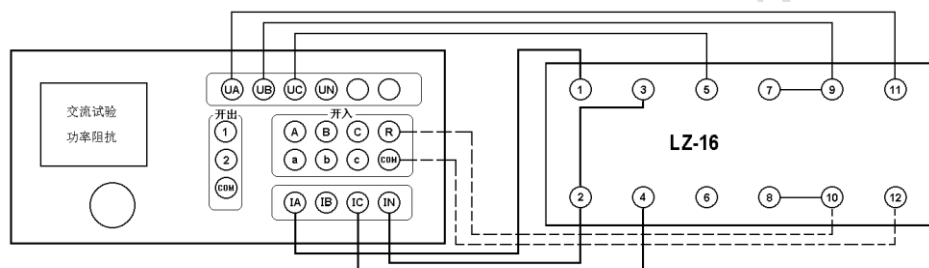 UA UB UC UN
交流试验
功率阻抗
开出
1
2
COM
开入
A B C R
a b c COM
IA IB IC IN
1 3 5 7 9 11
LZ-16
2 4 6 8 10 12